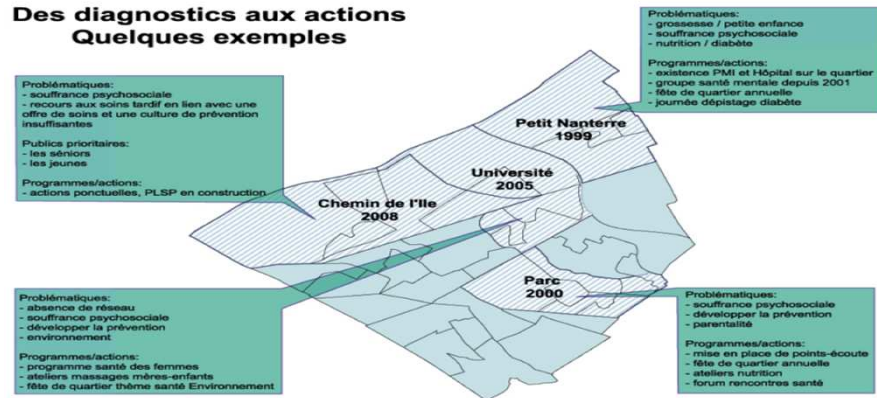 Des diagnostics aux actions
Quelques exemples
Problématiques:
- grossesse / petite enfance
- souffrance psychosociale
- nutrition / diabète
Programmes/actions:
- existence PMI et Hôpital sur le quartier
- groupe santé mentale depuis 2001
- fête de quartier annuelle
- journée dépistage diabète
Problématiques:
- souffrance psychosociale
- recours aux soins tardif en lien avec une
offre de soins et une culture de prévention
insuffisantes
Publics prioritaires:
- les séniors
- les jeunes
Programmes/actions:
- actions ponctuelles, PLSP en construction
Petit Nanterre
1999
Université
2005
Chemin de l'Ile
2008
Parc
2000
Problématiques:
- absence de réseau
- souffrance psychosociale
- développer la prévention
- environnement
Programmes/actions:
- programme santé des femmes
- ateliers massages mères-enfants
- fête de quartier thème santé Environnement
Problématiques:
- souffrance psychosociale
- développer la prévention
- parentalité
Programmes/actions:
- mise en place de points-écoute
- fête de quartier annuelle
- ateliers nutrition
- forum rencontres santé